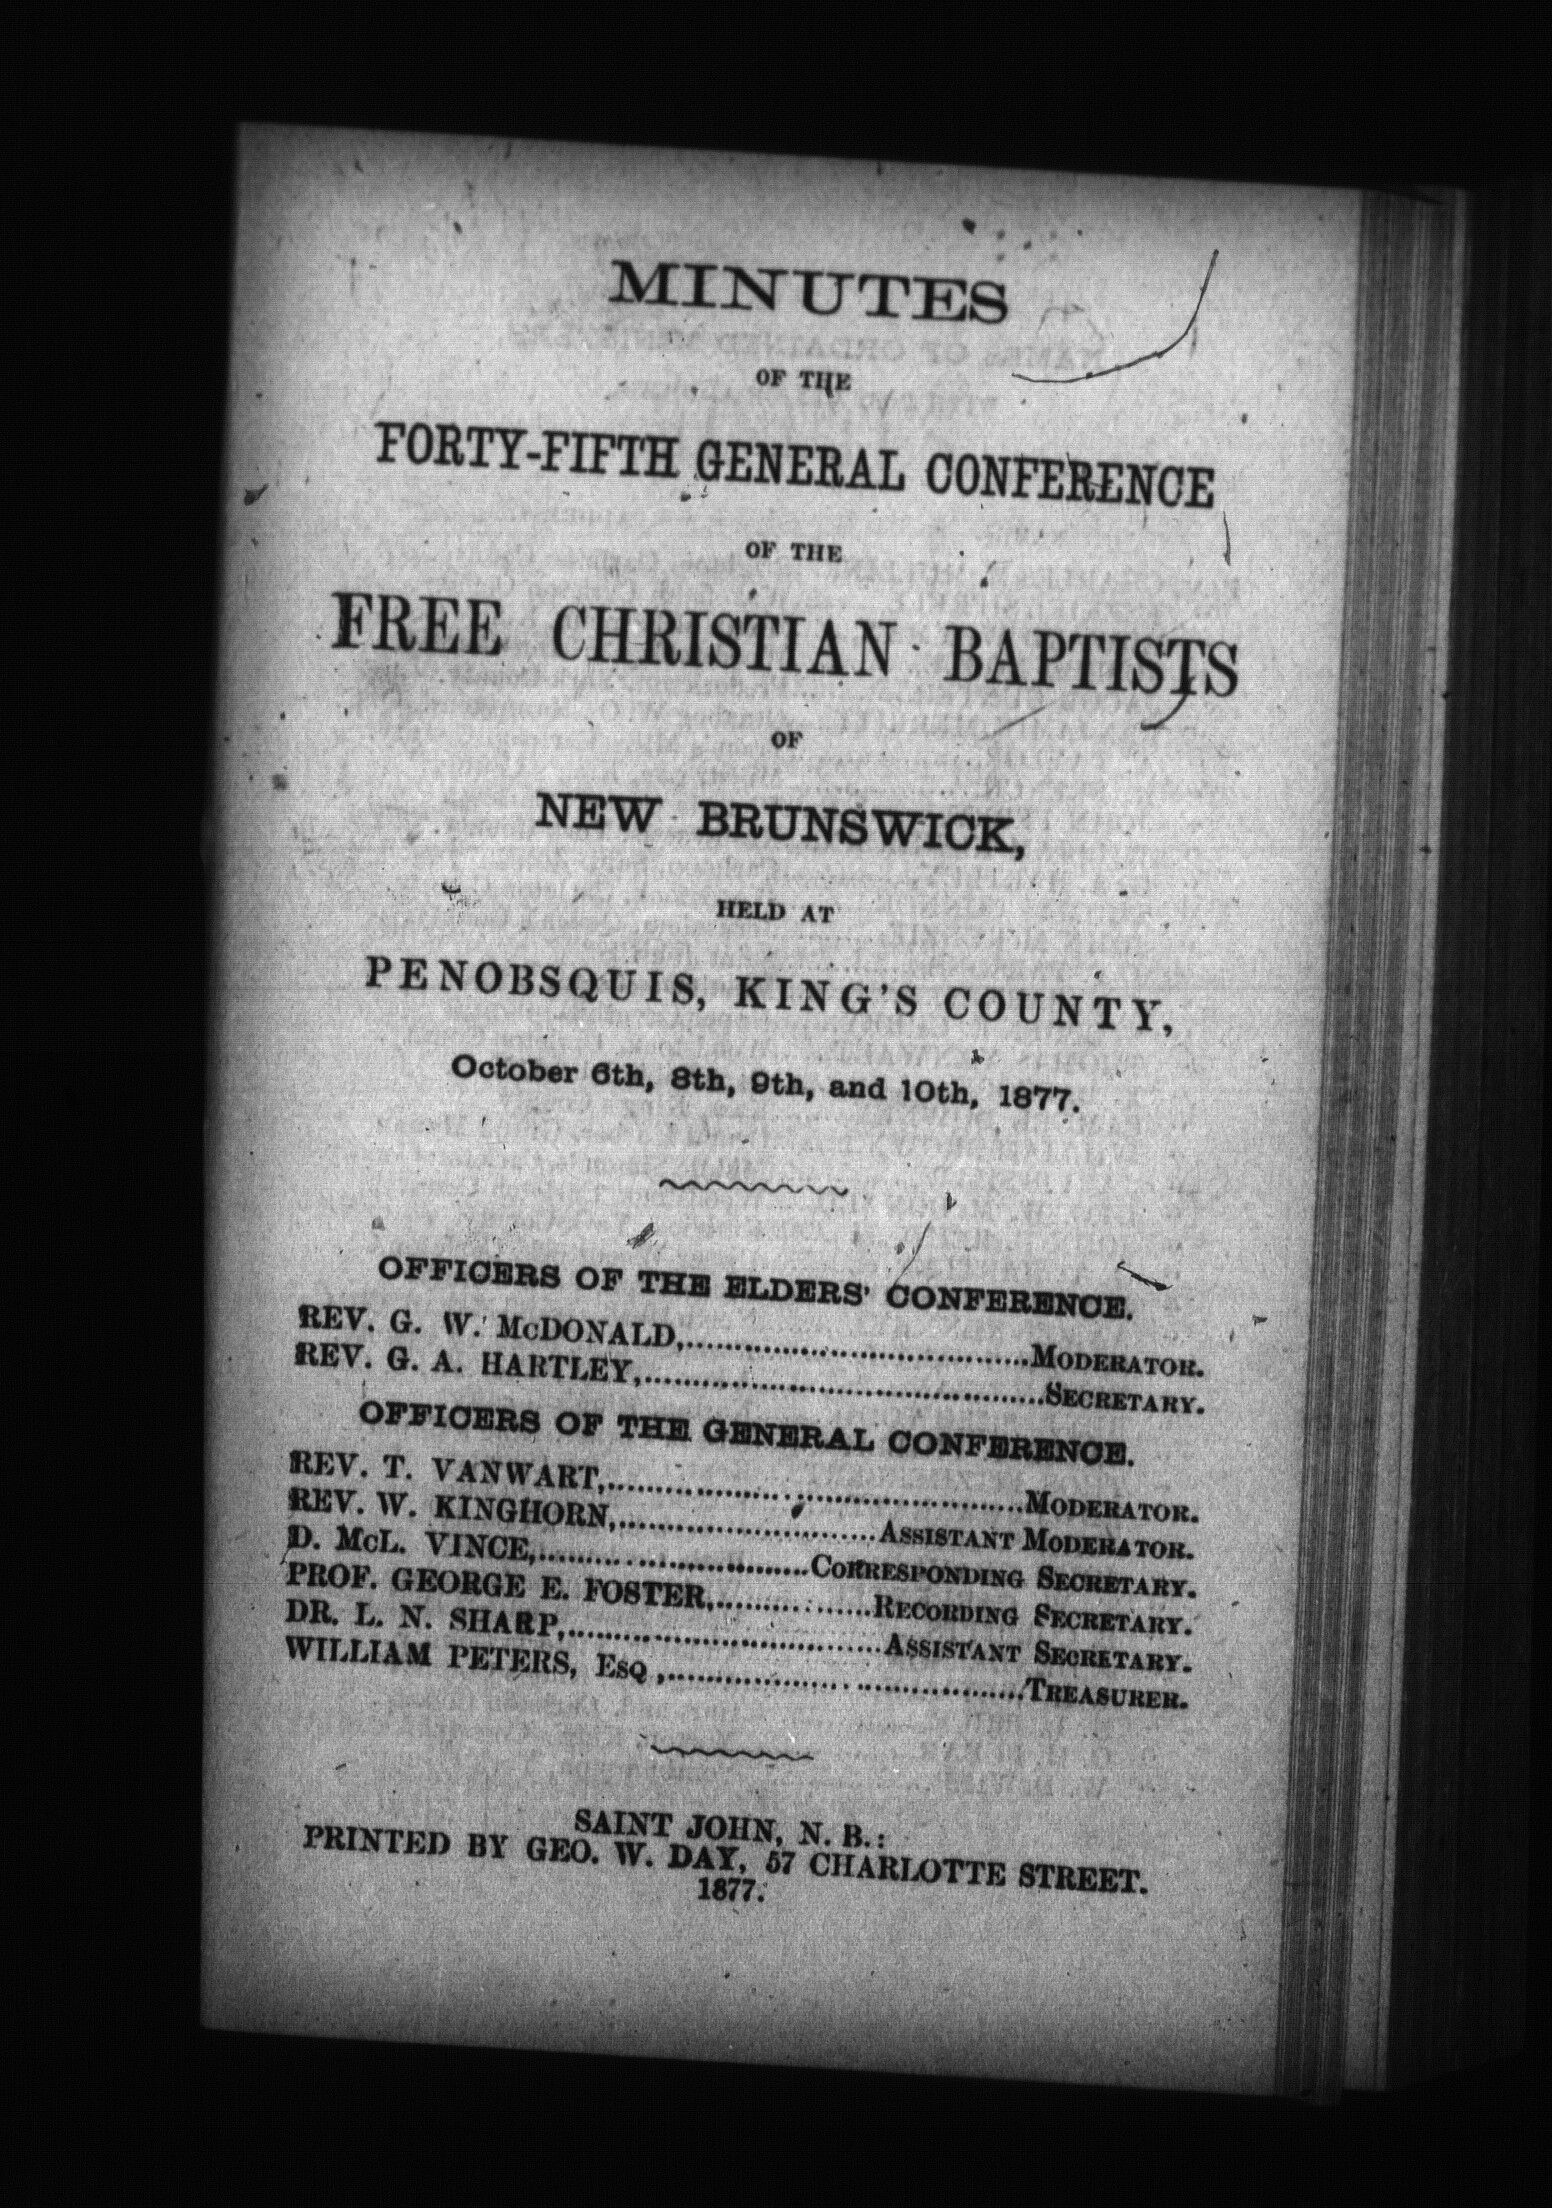 MINUTES
OF THE
FORTY-FIFTH GENERAL CONFERENCE
OF THE
FREE CHRISTIAN BAPTISTS
OF
NEW BRUNSWICK,
HELD AT
PENOBSQUIS, KING'S COUNTY,
October 6th, 8th, 9th, and 10th, 1877.
OFFICERS OF THE ELDERS' CONFERENCE.
REV. G. W. McDONALD,..................................MODERATOR.
REV. G. A. HARTLEY,........................................SECRETARY.
OFFICERS OF THE GENERAL CONFERENCE.
REV. T. VANWART,..........................................MODERATOR.
REV. W. KINGHORN,..........................ASSISTANT MODERATOR.
D. McL. VINCE,...........................CORRESPONDING SECRETARY.
PROF. GEORGE E. FOSTER,................RECORDING SECRETARY.
DR. L. N. SHARP,................................ASSISTANT SECRETARY.
WILLIAM PETERS, ESQ ,....................................TREASURER.
SAINT JOHN, N. B.:
PRINTED BY GEO. W. DAY, 57 CHARLOTTE STREET.
1877.